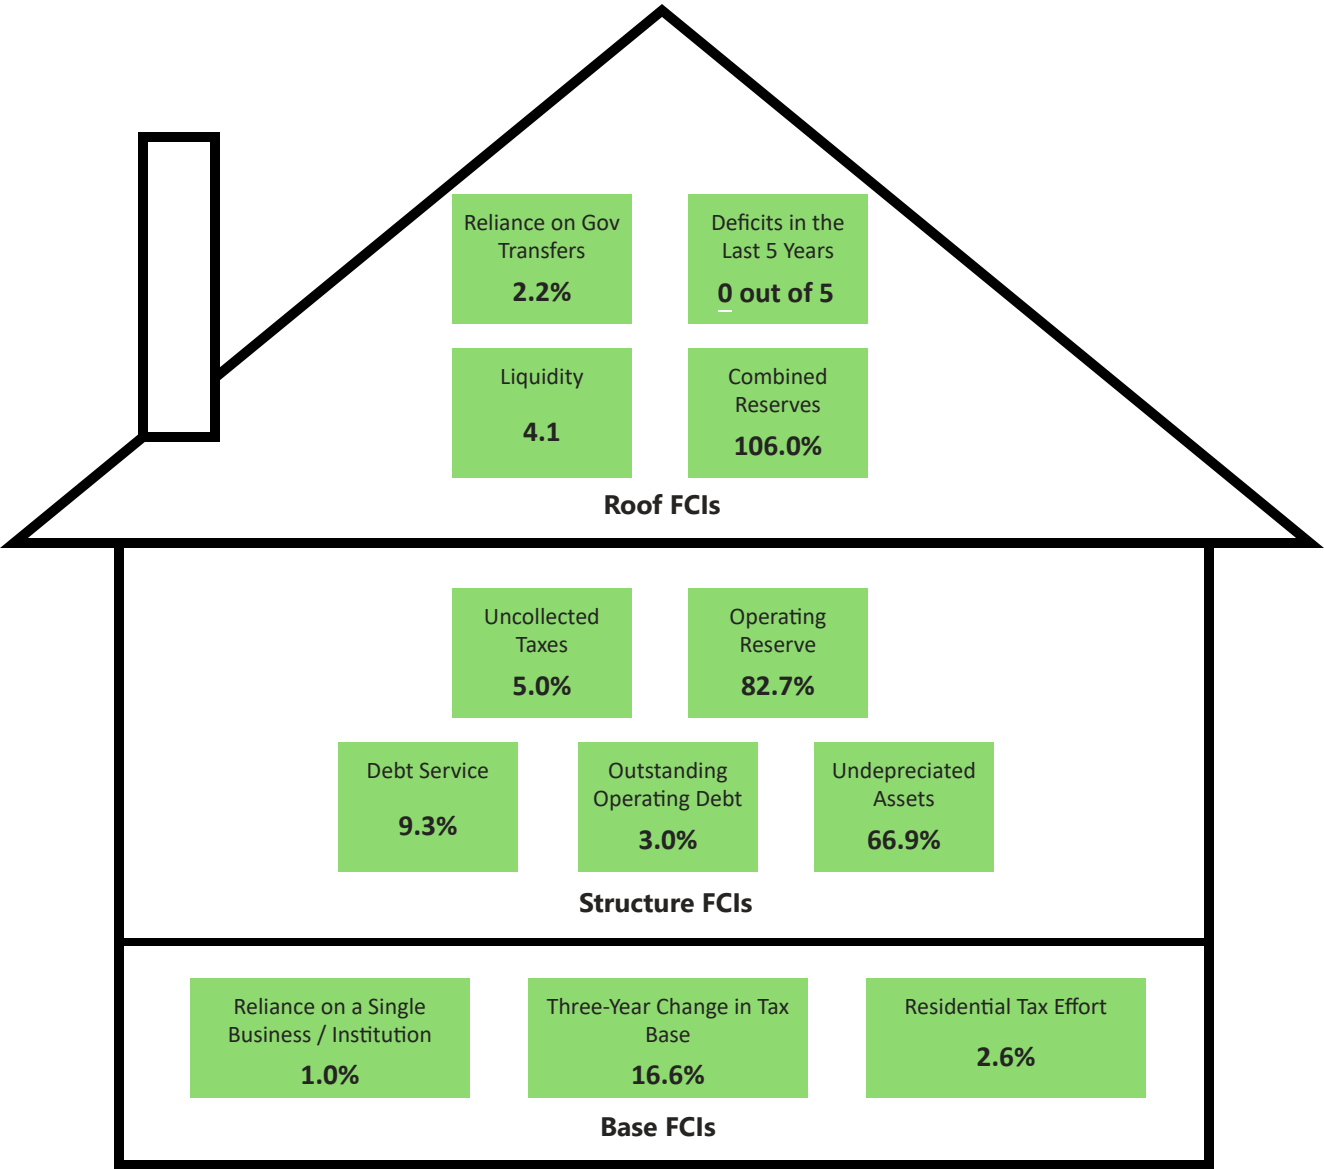 Reliance on Gov
Transfers
2.2%
Deficits in the
Last 5 Years
0 out of 5
Liquidity
4.1
Combined
Reserves
106.0%
Roof FCIs
Uncollected
Taxes
5.0%
Operating
Reserve
82.7%
Debt Service
9.3%
Outstanding
Operating Debt
3.0%
Undepreciated
Assets
66.9%
Structure FCIs
Reliance on a Single
Business / Institution
1.0%
Three-Year Change in Tax
Base
16.6%
Residential Tax Effort
2.6%
Base FCIs